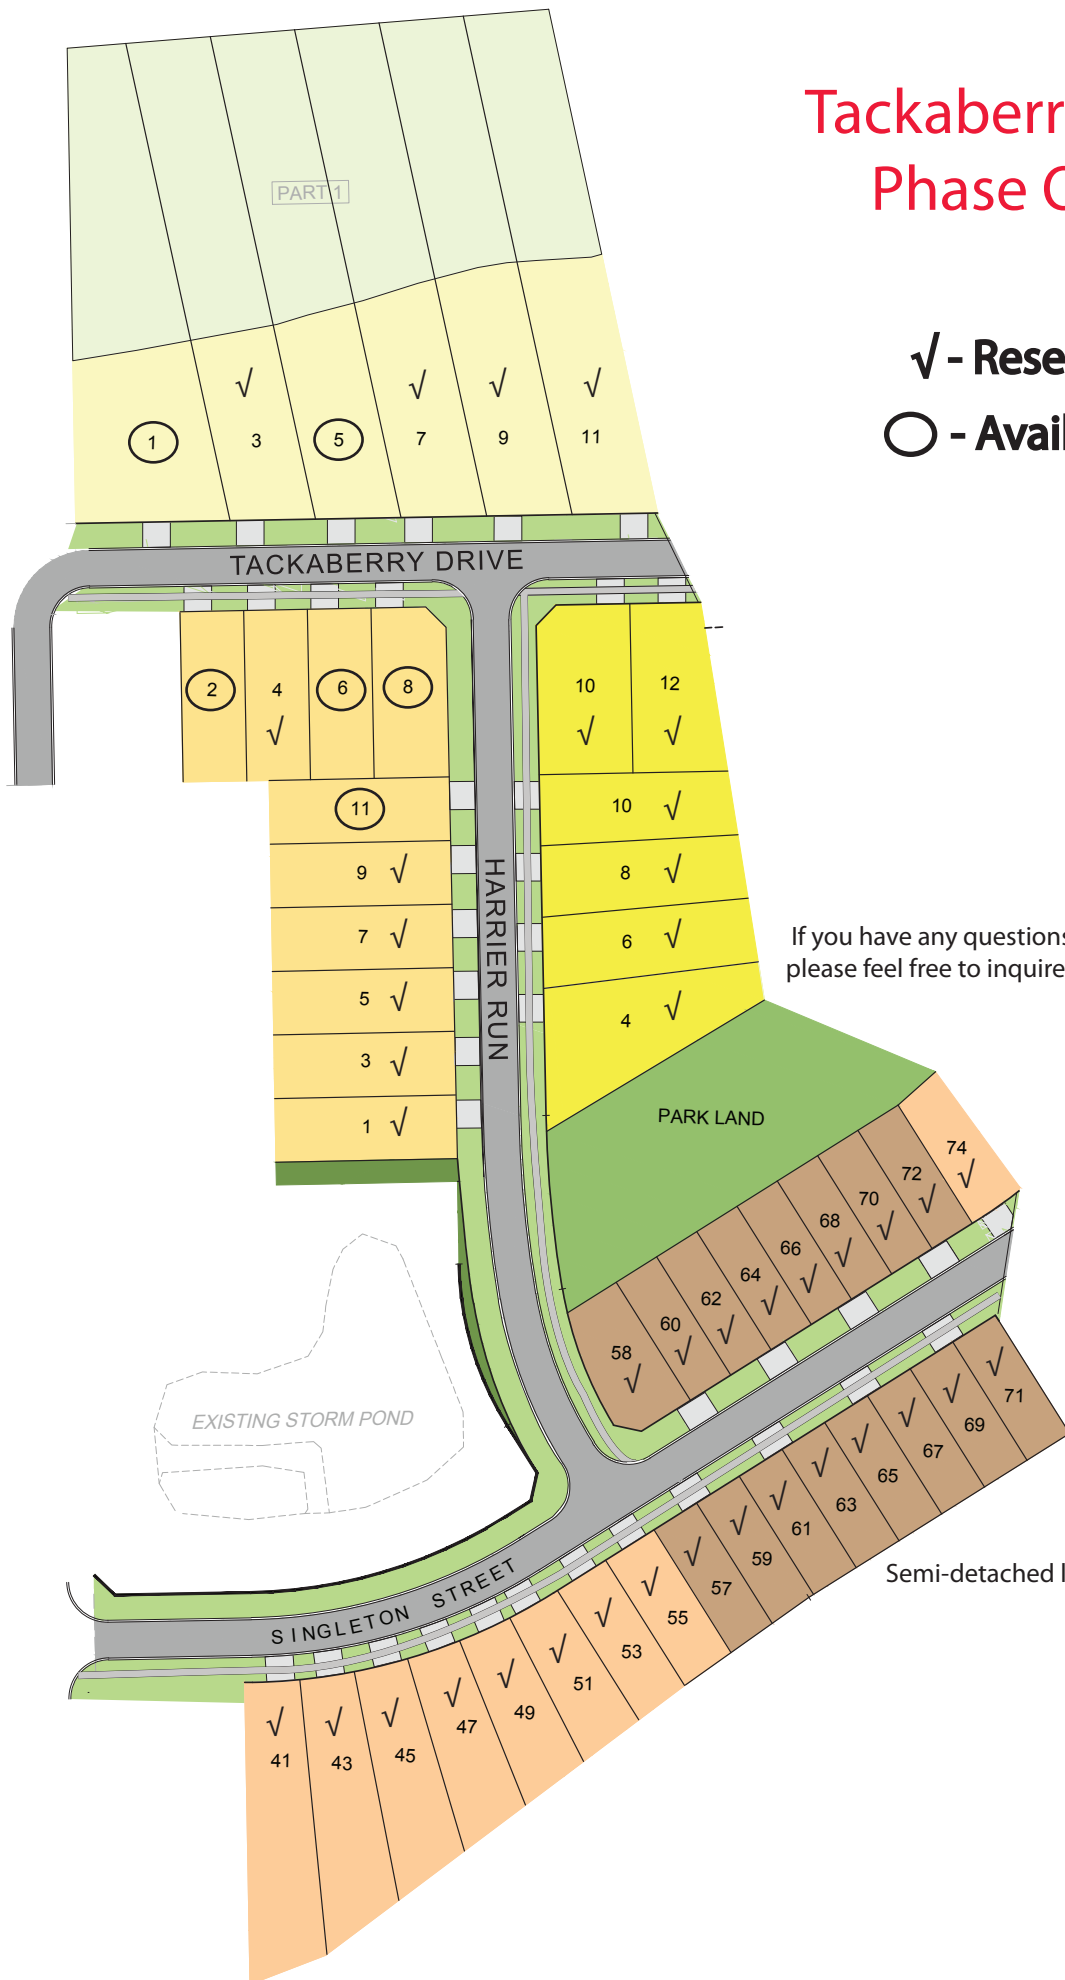 Tackaberr
Phase
PART 1
√ - Rese
- Avail
√ √ √ √
1 3 5 7 9 11
TACKABERRY DRIVE
2 4 6 8
√
10 12
√ √
11
10 √
9 √
8 √
7 √
6 √
5 √
4 √
3 √
1 √
HARRIER RUN
If you have any questions
please feel free to inquire
PARK LAND
74 √
72 √
70 √
68 √
66 √
64 √
62 √
60 √
58 √
EXISTING STORM POND
√ 71
√ 69
√ 67
√ 65
√ 63
√ 61
√ 59
√ 57
√ 55
√ 53
√ 51
√ 49
√ 47
√ 45
√ 43
√ 41
Semi-detached l
SINGLETON STREET